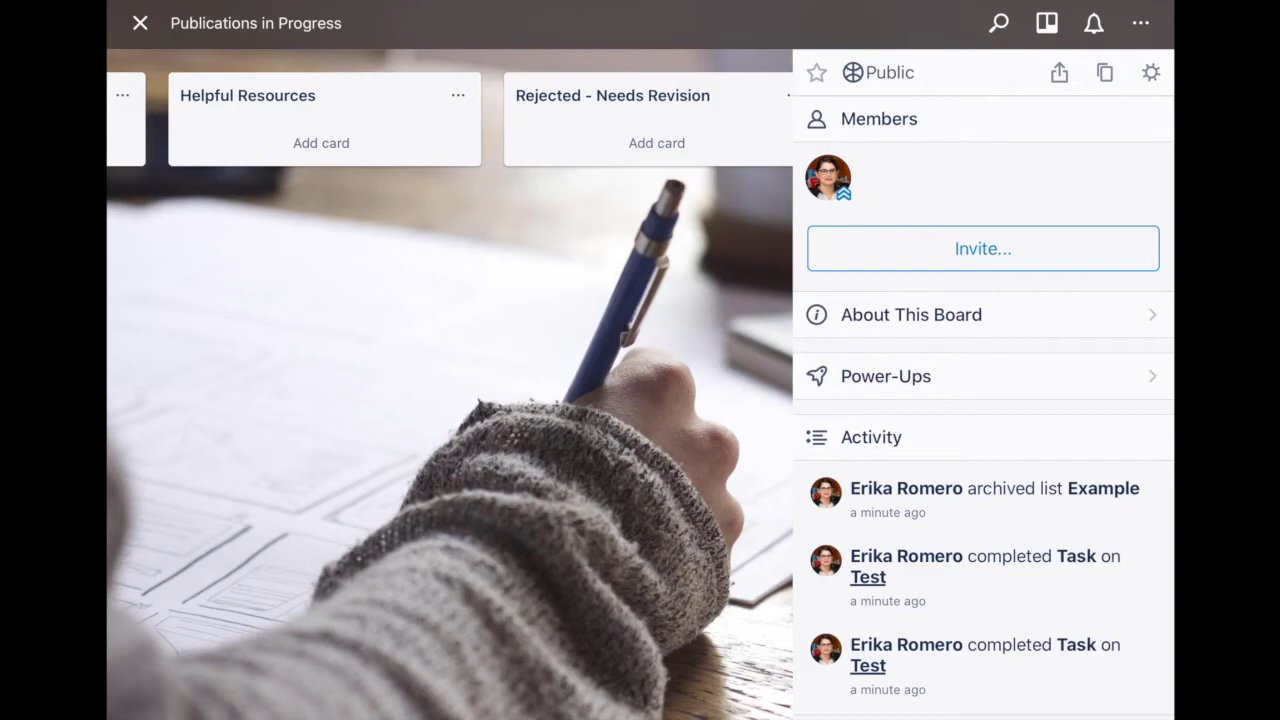 Publications in Progress
Public
Helpful Resources
Rejected - Needs Revision
Add card
Add card
Members
Invite...
About This Board
Power-Ups
Activity
Erika Romero archived list Example
a minute ago
Erika Romero completed Task on
Test
a minute ago
Erika Romero completed Task on
Test
a minute ago